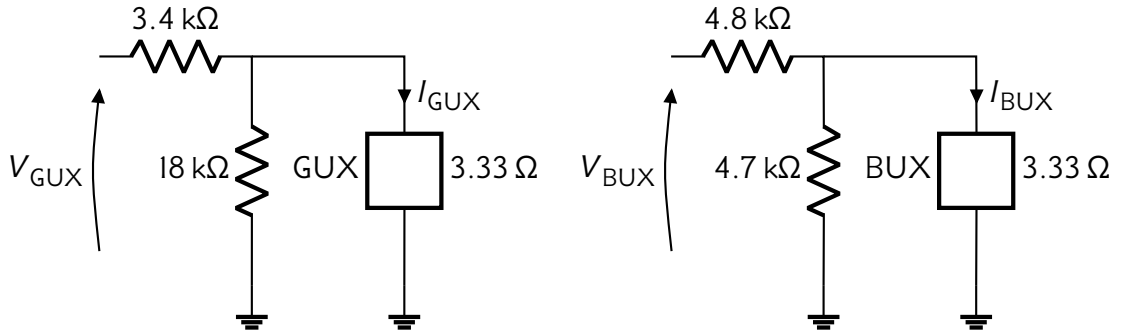 3.4 kΩ
I_GUX
V_GUX
18 kΩ
GUX
3.33 Ω
4.8 kΩ
I_BUX
V_BUX
4.7 kΩ
BUX
3.33 Ω